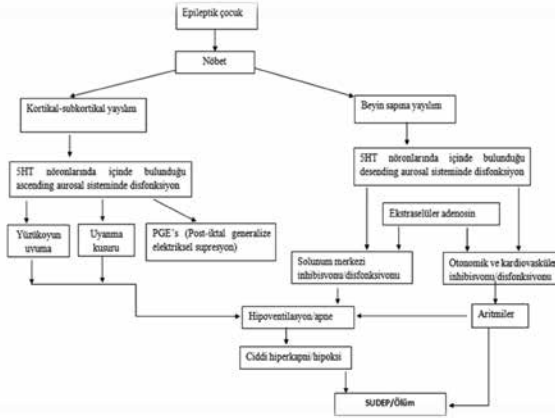 Epileptik çocuk
Nöbet
Kortikal-subkortikal yayılım
Beyin sapına yayılım
5HT nöronlarında içinde bulunduğu
ascending aurosal sisteminde disfonksiyon
5HT nöronlarında içinde bulunduğu
desending aurosal sisteminde disfonksiyon
Ekstraselüler adenosin
Yüzükoyun
uyuma
Uyanma
kusuru
PGE's (Post-iktal generalize
elektriksel supresyon)
Solunum merkezi
inhibisyonu/disfonksiyonu
Otonomik ve kardiovasküler
inhibisyonu/disfonksiyonu
Hipoventilasyon/apne
Aritmiler
Ciddi hiperkapni/hipoksi
SUDEP/Ölüm